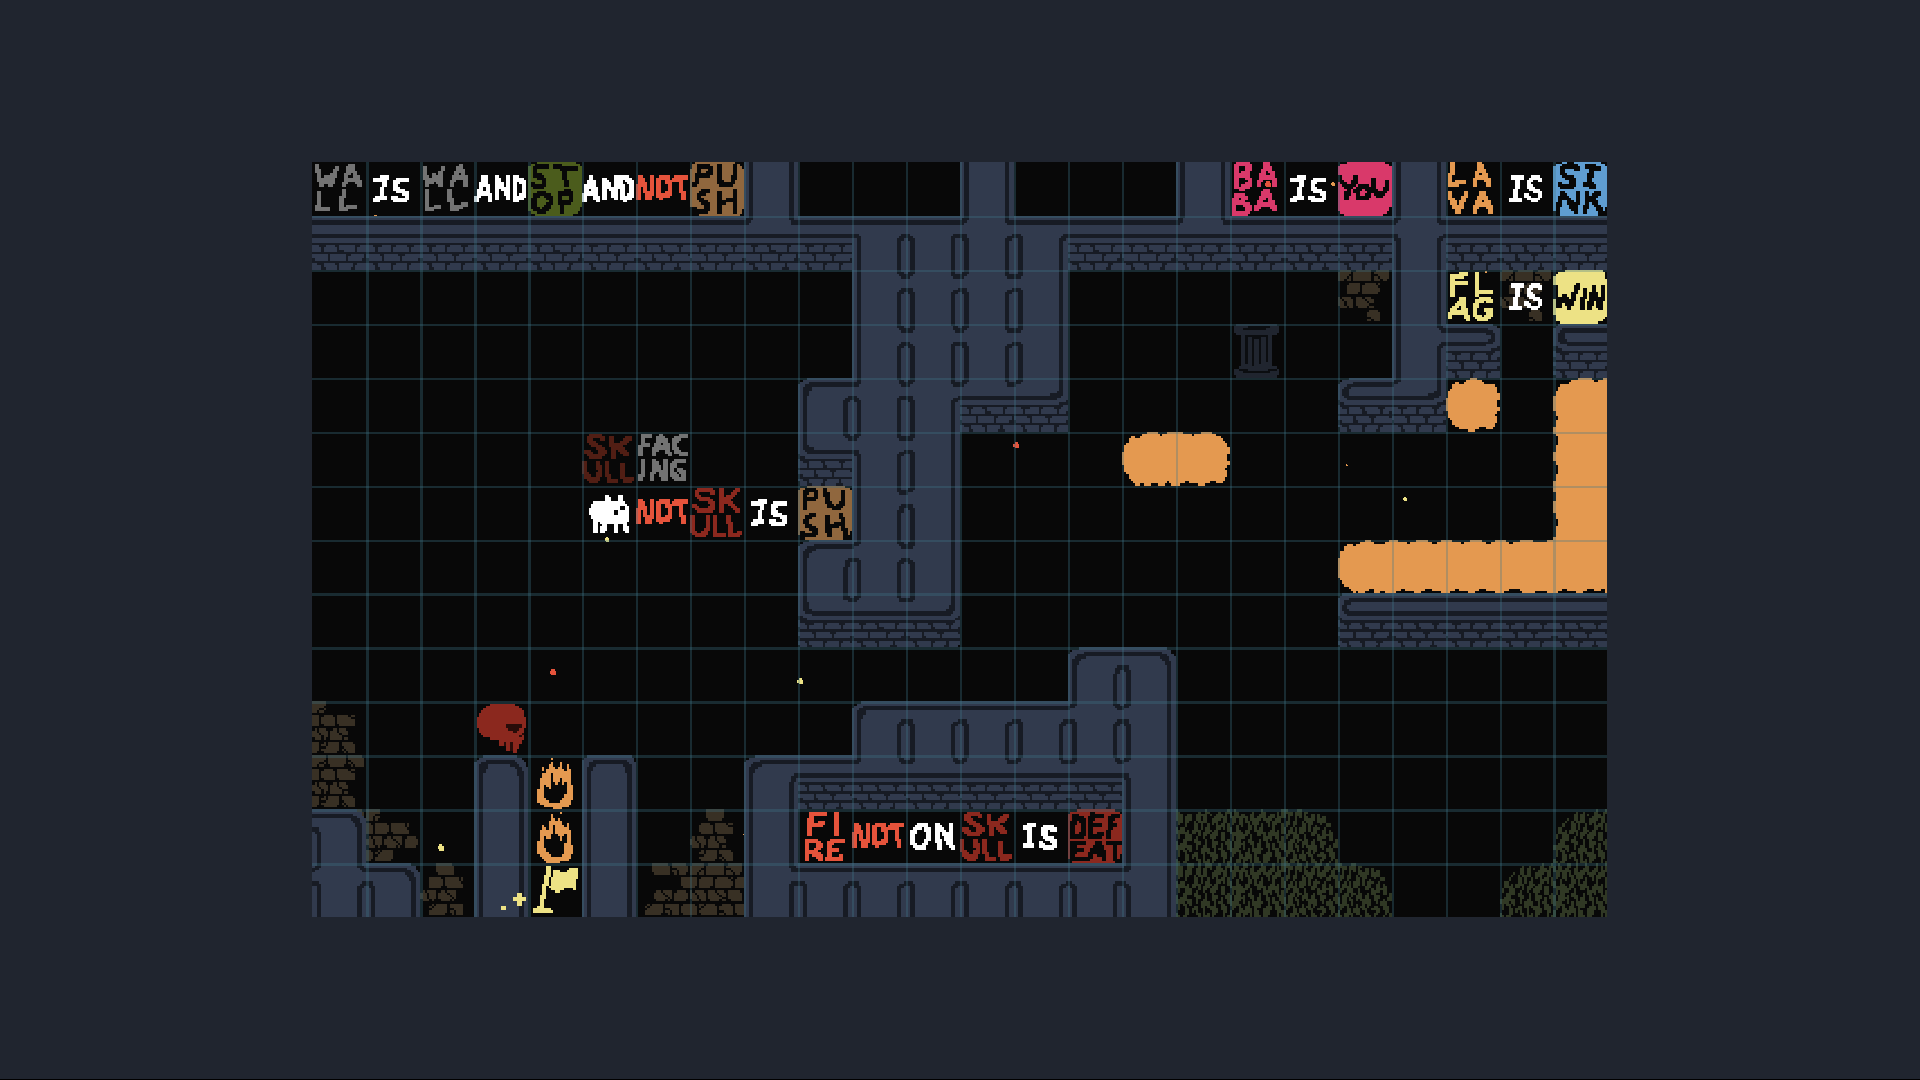 WALL IS WALL AND STOP AND NOT PUSH
BABA IS YOU
LAVA IS SINK
FLAG IS WIN
SKULL FACING
NOT SKULL IS PUSH
FIRE NOT ON SKULL IS DEFEAT